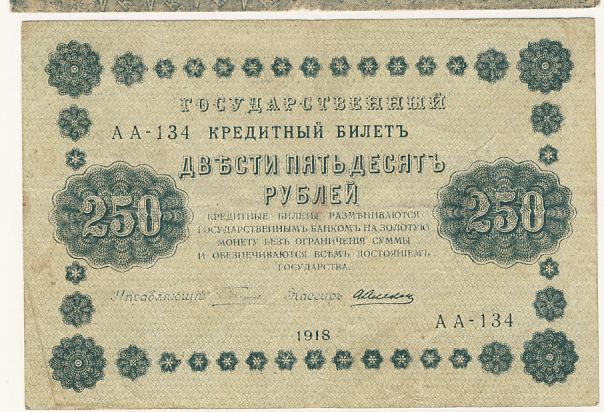 ГОСУДАРСТВЕННЫЙ
АА-134 КРЕДИТНЫЙ БИЛЕТЪ
ДВѢСТИ ПЯТЬДЕСЯТЪ
РУБЛЕЙ
250
250
КРЕДИТНЫЕ БИЛЕТЫ РАЗМѢНИВАЮТСЯ
ГОСУДАРСТВЕННЫМЪ БАНКОМЪ НА ЗОЛОТУЮ
МОНЕТУ БЕЗЪ ОГРАНИЧЕНІЯ СУММЫ
И ОБЕЗПЕЧИВАЮТСЯ ВСѢМЪ ДОСТОЯНІЕМЪ
ГОСУДАРСТВА.
Управляющій Кассиръ
АА-134
1918